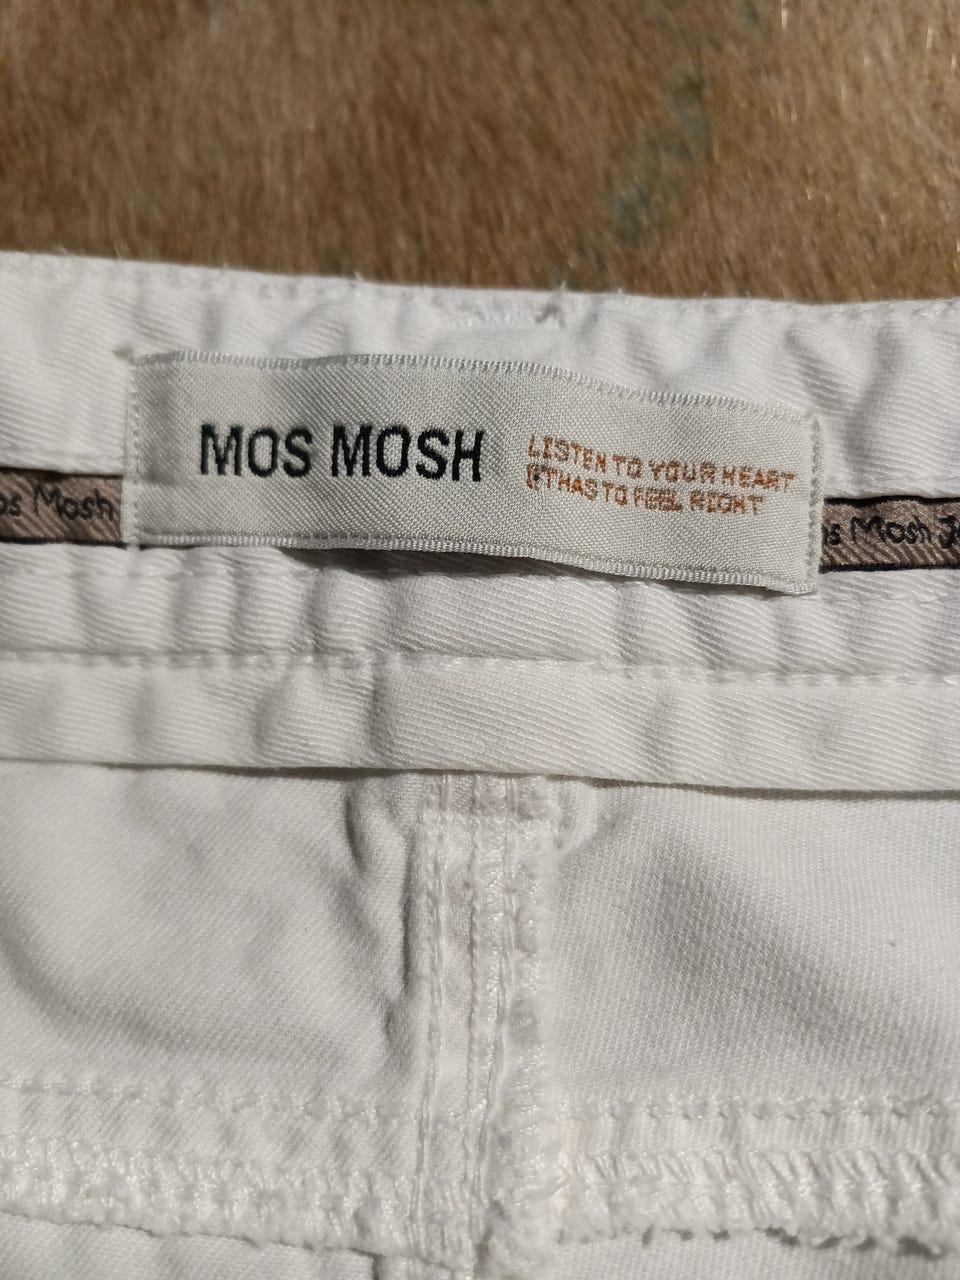 MOS MOSH
LISTEN TO YOUR HEART
IT HAS TO FEEL RIGHT
Mosh
Mosh